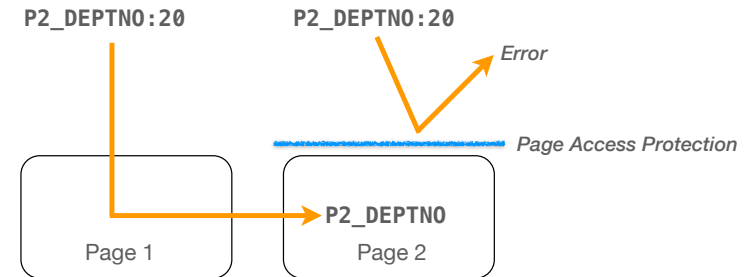 P2_DEPTNO:20
P2_DEPTNO:20
Error
Page Access Protection
P2_DEPTNO
Page 1
Page 2